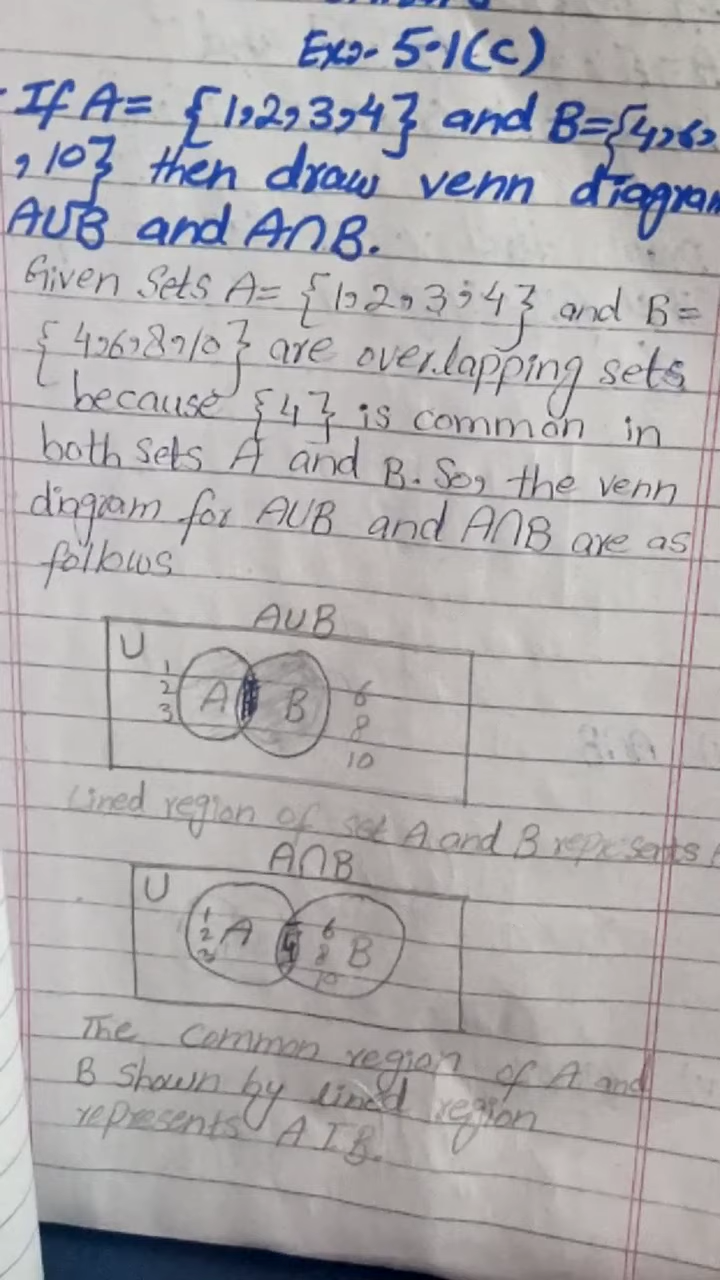 Ex:- 5.1(C)
If A= {1,2,3,4} and B={4,6,
,10} then draw venn diagram
AUB and A∩B.
Given sets A= {1,2,3,4} and B=
{4,6,8,10} are overlapping sets
because {4} is common in
both sets A and B. So, the venn
dingram for AUB and A∩B are as
follows
AUB
U
1
2
3
A B
6
8
10
Lined region of set A and B represents
A∩B
U
1
2
3
A
4
6
8
10
B
The common region of A and
B shown by lined region
represents A I B.